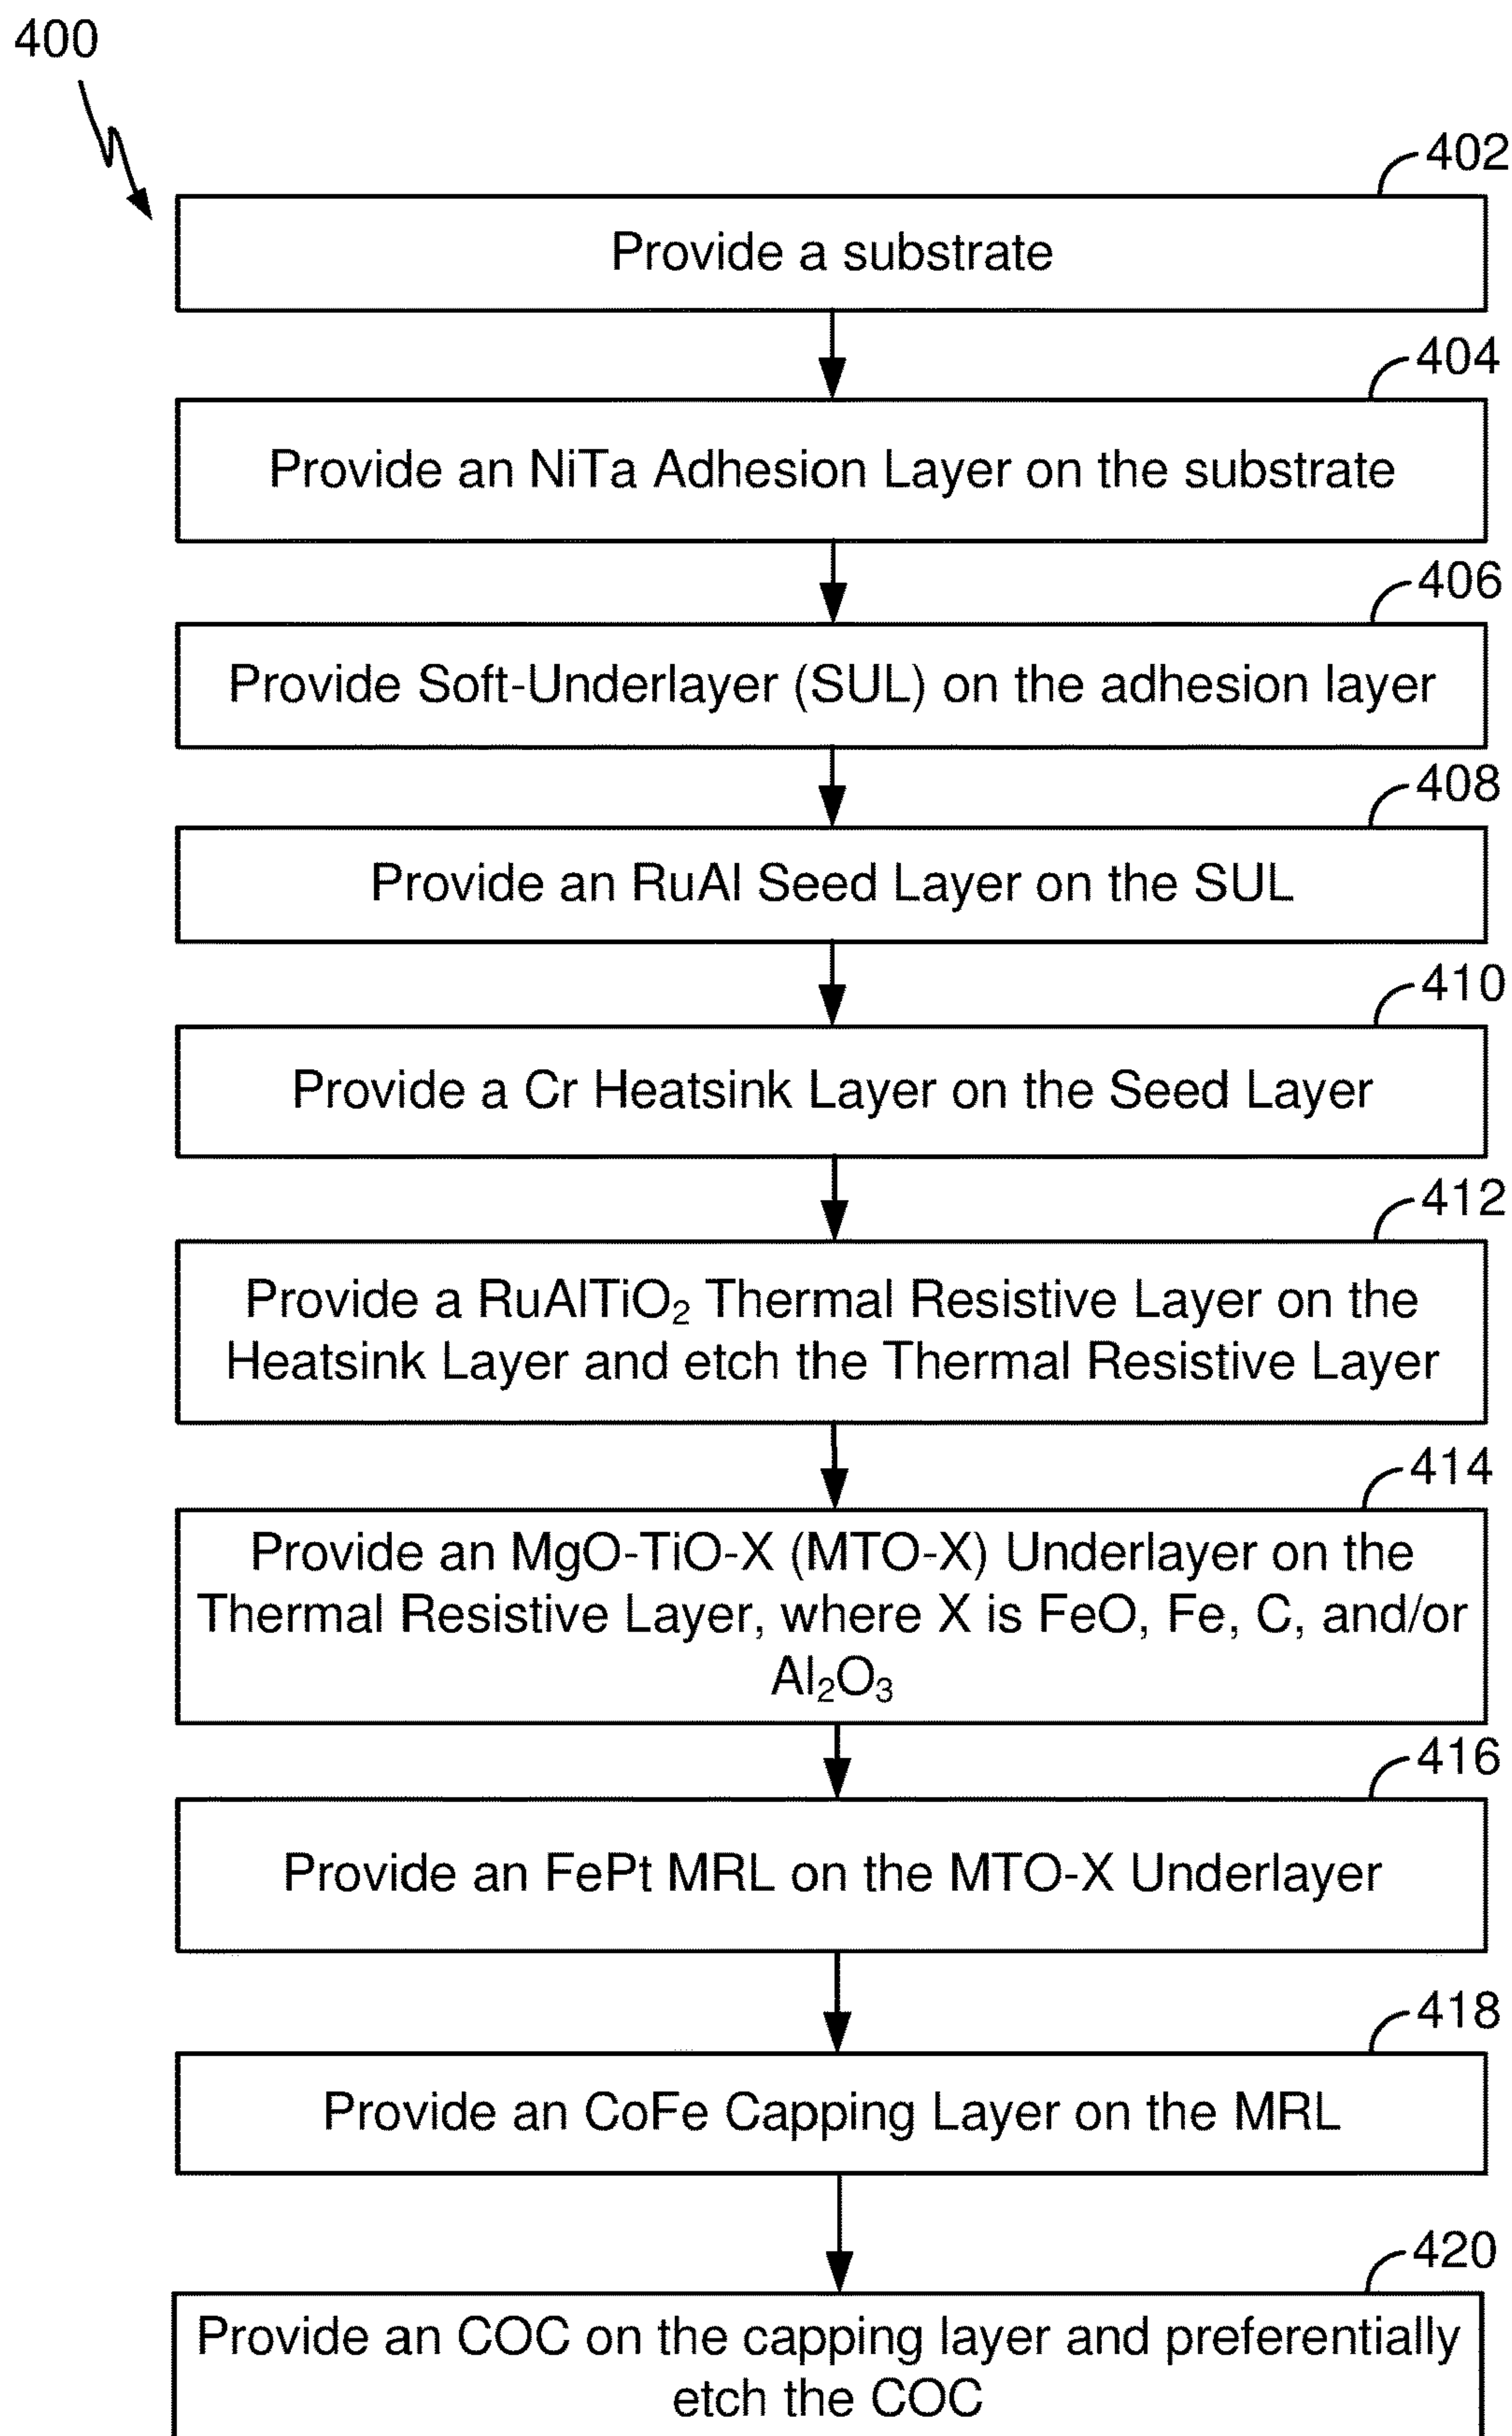 400
402
Provide a substrate
404
Provide an NiTa Adhesion Layer on the substrate
406
Provide Soft-Underlayer (SUL) on the adhesion layer
408
Provide an RuAl Seed Layer on the SUL
410
Provide a Cr Heatsink Layer on the Seed Layer
412
Provide a RuAlTiO₂ Thermal Resistive Layer on the
Heatsink Layer and etch the Thermal Resistive Layer
414
Provide an MgO-TiO-X (MTO-X) Underlayer on the
Thermal Resistive Layer, where X is FeO, Fe, C, and/or
Al₂O₃
416
Provide an FePt MRL on the MTO-X Underlayer
418
Provide an CoFe Capping Layer on the MRL
420
Provide an COC on the capping layer and preferentially
etch the COC